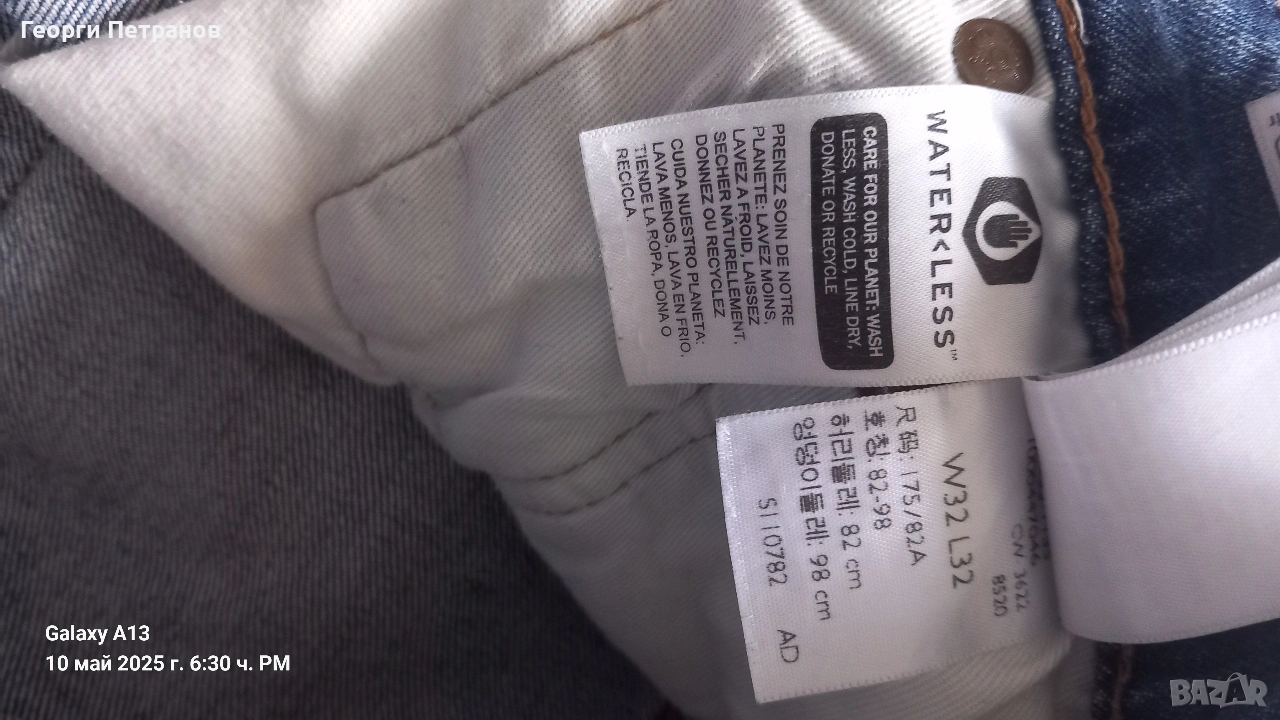 Георги Петранов
WATER<LESS™
CARE FOR OUR PLANET: WASH
LESS, WASH COLD, LINE DRY,
DONATE OR RECYCLE
PRENEZ SOIN DE NOTRE
PLANETE: LAVEZ MOINS,
LAVEZ A FROID, LAISSEZ
SECHER NATURELLEMENT,
DONNEZ OU RECYCLEZ
CUIDA NUESTRO PLANETA:
LAVA MENOS, LAVA EN FRIO,
TIENDE LA ROPA, DONA O
RECICLA
CN 3622
8520
W32 L32
尺码: 175/82A
호칭: 82-98
허리둘레: 82 cm
엉덩이둘레: 98 cm
S110782 AD
Galaxy A13
10 май 2025 г. 6:30 ч. PM
BAZAR